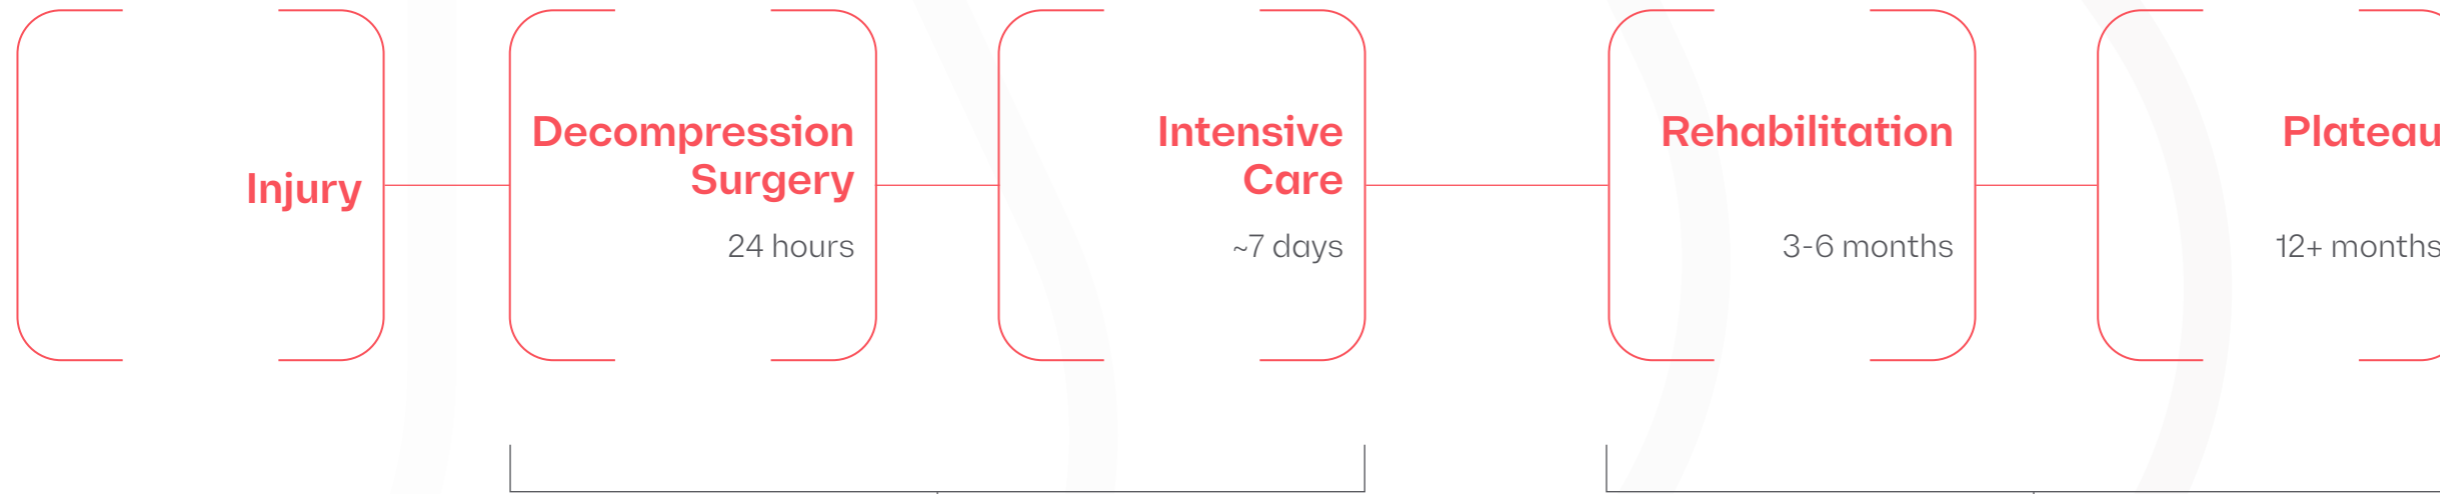 Injury
Decompression
Surgery
24 hours
Intensive
Care
~7 days
Rehabilitation
3-6 months
Plateau
12+ months